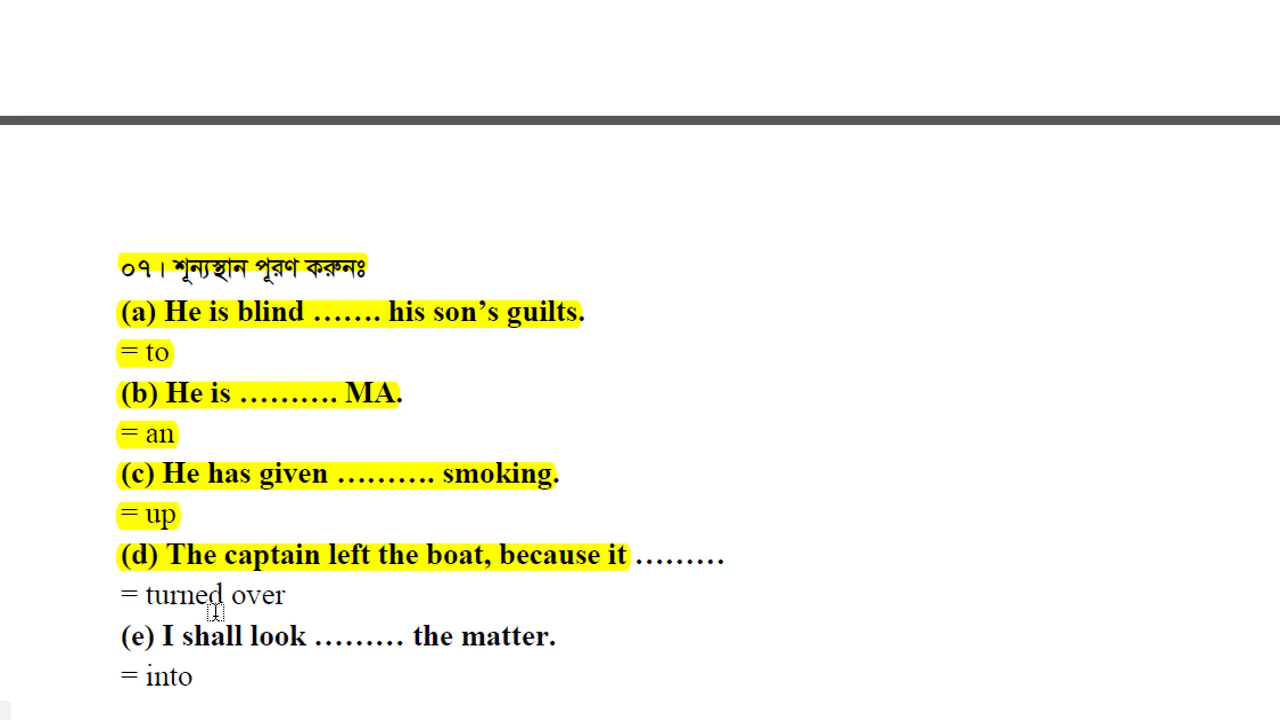 ০৭। শূন্যস্থান পূরণ করুনঃ
(a) He is blind ……. his son’s guilts.
= to
(b) He is ………. MA.
= an
(c) He has given ………. smoking.
= up
(d) The captain left the boat, because it ………
= turned over
(e) I shall look ……… the matter.
= into